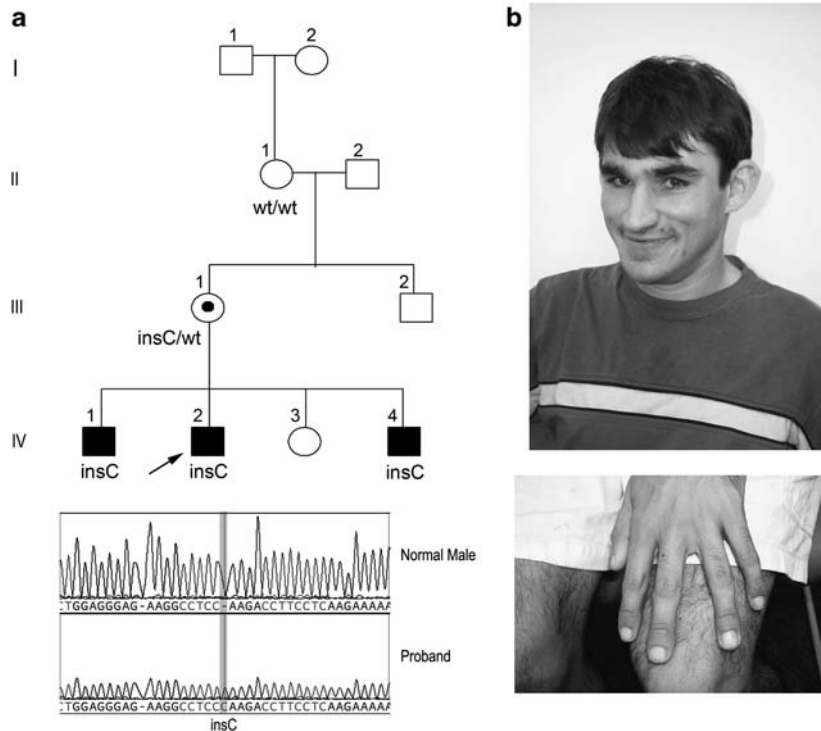 a
b
1
2
I
1
2
II
wt/wt
1
2
III
insC/wt
1
2
3
4
IV
insC
insC
insC
Normal Male
CTGGAGGGAG-AAGGCCTCC-AAGACCTTCCTCAAGAAAAA
Proband
CTGGAGGGAG-AAGGCCTCCCAAGACCTTCCTCAAGAAAAA
insC